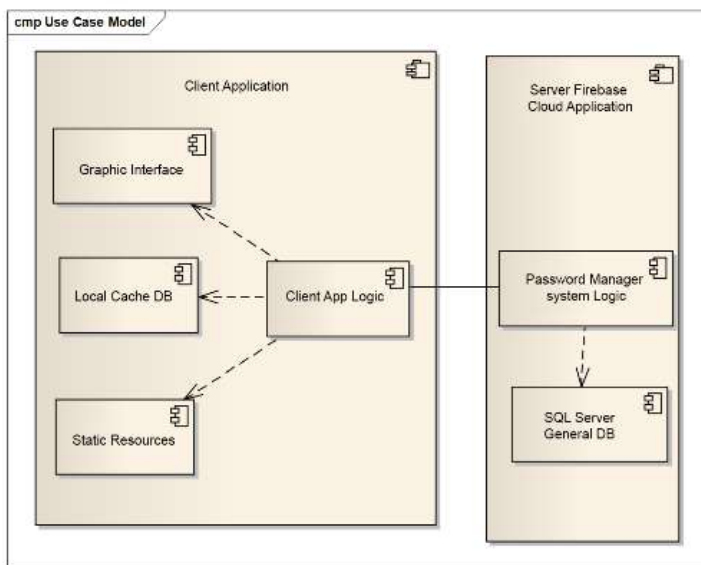 cmp Use Case Model
Client Application
Graphic Interface
Local Cache DB
Client App Logic
Static Resources
Server Firebase
Cloud Application
Password Manager
system Logic
SQL Server
General DB